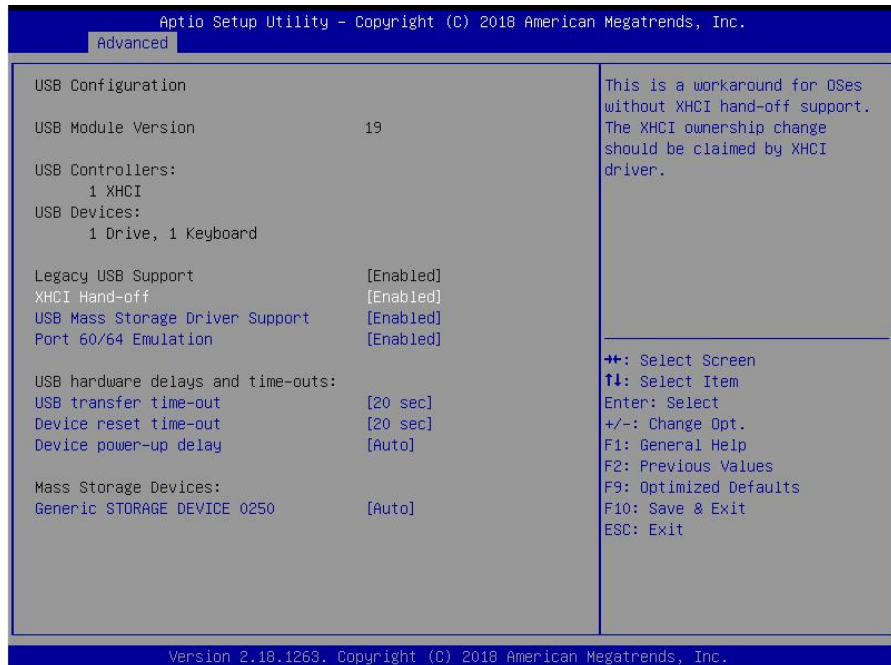 Aptio Setup Utility – Copyright (C) 2018 American Megatrends, Inc.
Advanced
USB Configuration
USB Module Version 19
USB Controllers:
1 XHCI
USB Devices:
1 Drive, 1 Keyboard
Legacy USB Support [Enabled]
XHCI Hand-off [Enabled]
USB Mass Storage Driver Support [Enabled]
Port 60/64 Emulation [Enabled]
USB hardware delays and time-outs:
USB transfer time-out [20 sec]
Device reset time-out [20 sec]
Device power-up delay [Auto]
Mass Storage Devices:
Generic STORAGE DEVICE 0250 [Auto]
This is a workaround for OSes
without XHCI hand-off support.
The XHCI ownership change
should be claimed by XHCI
driver.
→←: Select Screen
↑↓: Select Item
Enter: Select
+/-: Change Opt.
F1: General Help
F2: Previous Values
F9: Optimized Defaults
F10: Save & Exit
ESC: Exit
Version 2.18.1263. Copyright (C) 2018 American Megatrends, Inc.